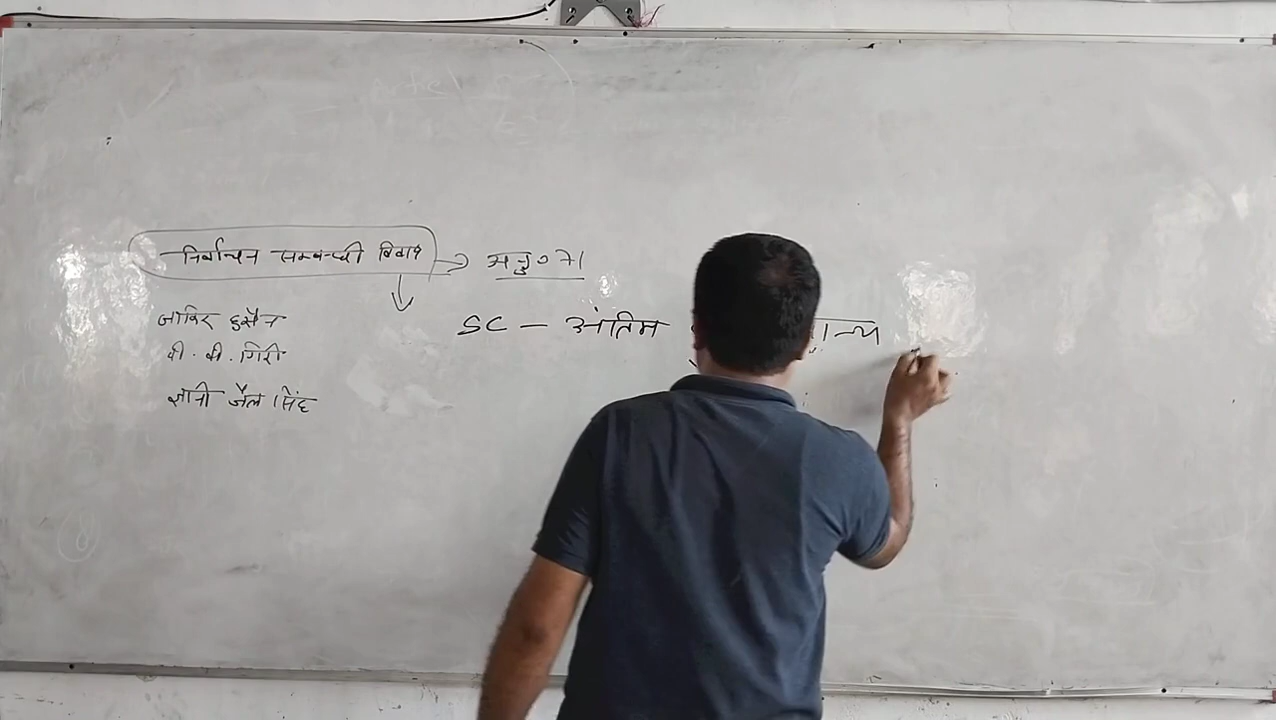 निर्वाचन सम्बन्धी विवाद → अनु० 71
SC - अंतिम
जाकिर हुसैन
वी. वी. गिरी
ज्ञानी जैल सिंह